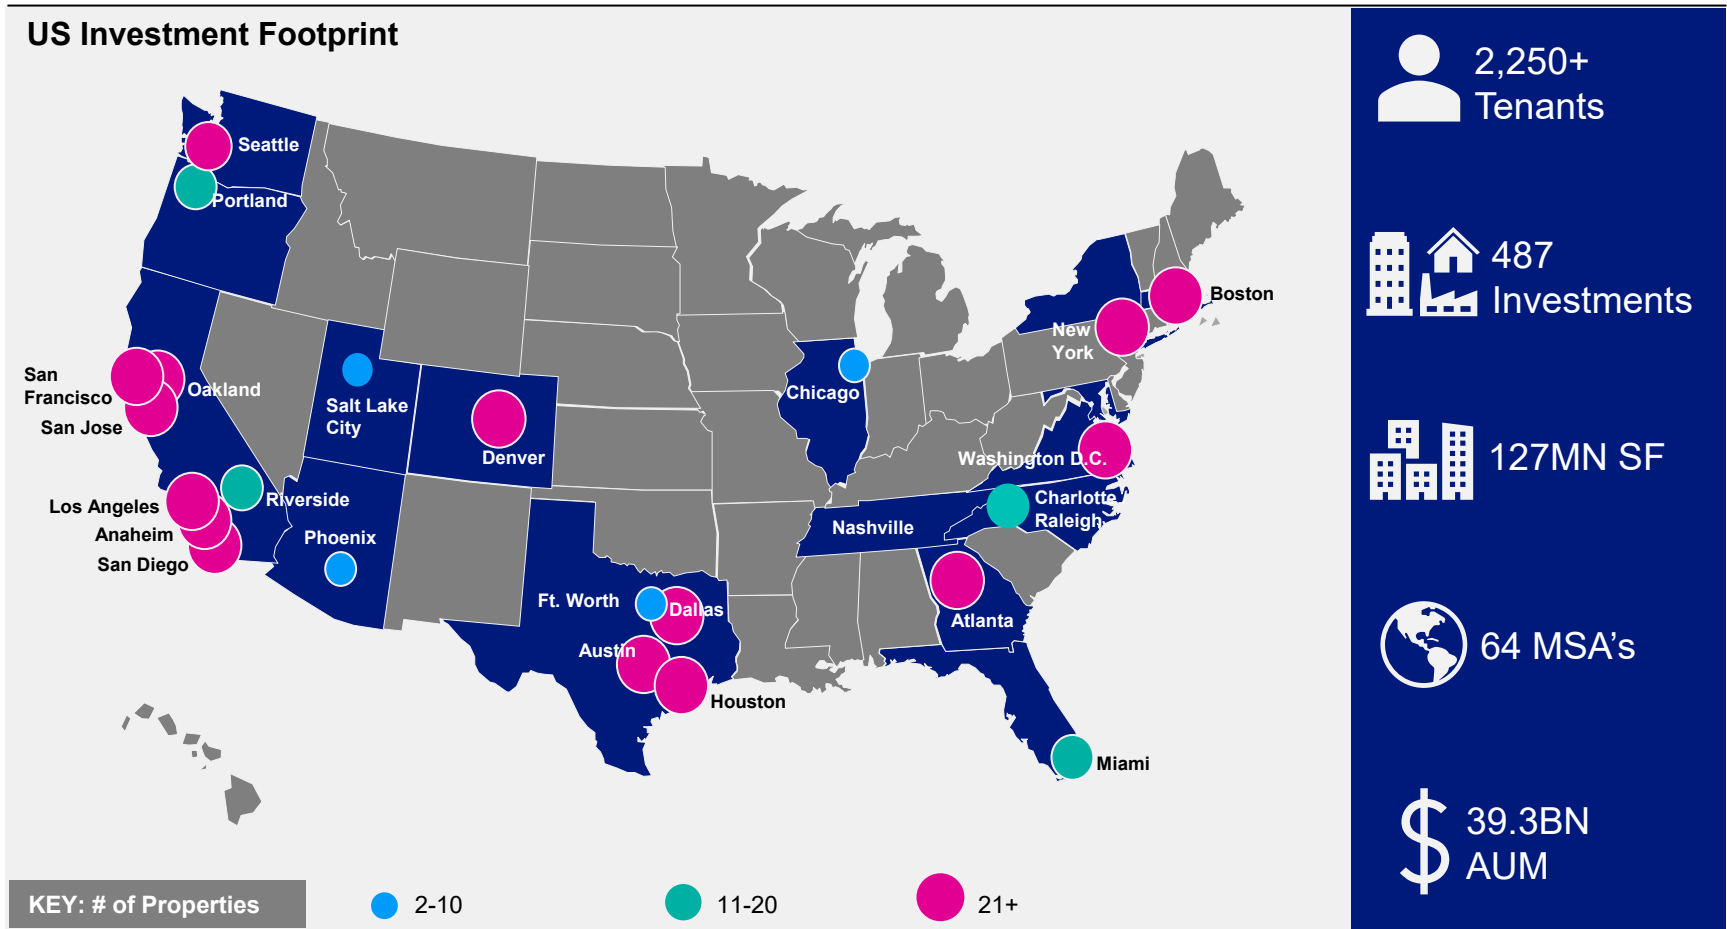 US Investment Footprint
Seattle
Portland
San
Francisco
Oakland
San Jose
Los Angeles
Anaheim
San Diego
Riverside
Salt Lake
City
Phoenix
Denver
Ft. Worth
Dallas
Austin
Houston
Chicago
Nashville
Atlanta
Miami
Charlotte
Raleigh
Washington D.C.
New
York
Boston
KEY: # of Properties
2-10
11-20
21+
2,250+
Tenants
487
Investments
127MN SF
64 MSA’s
$
39.3BN
AUM